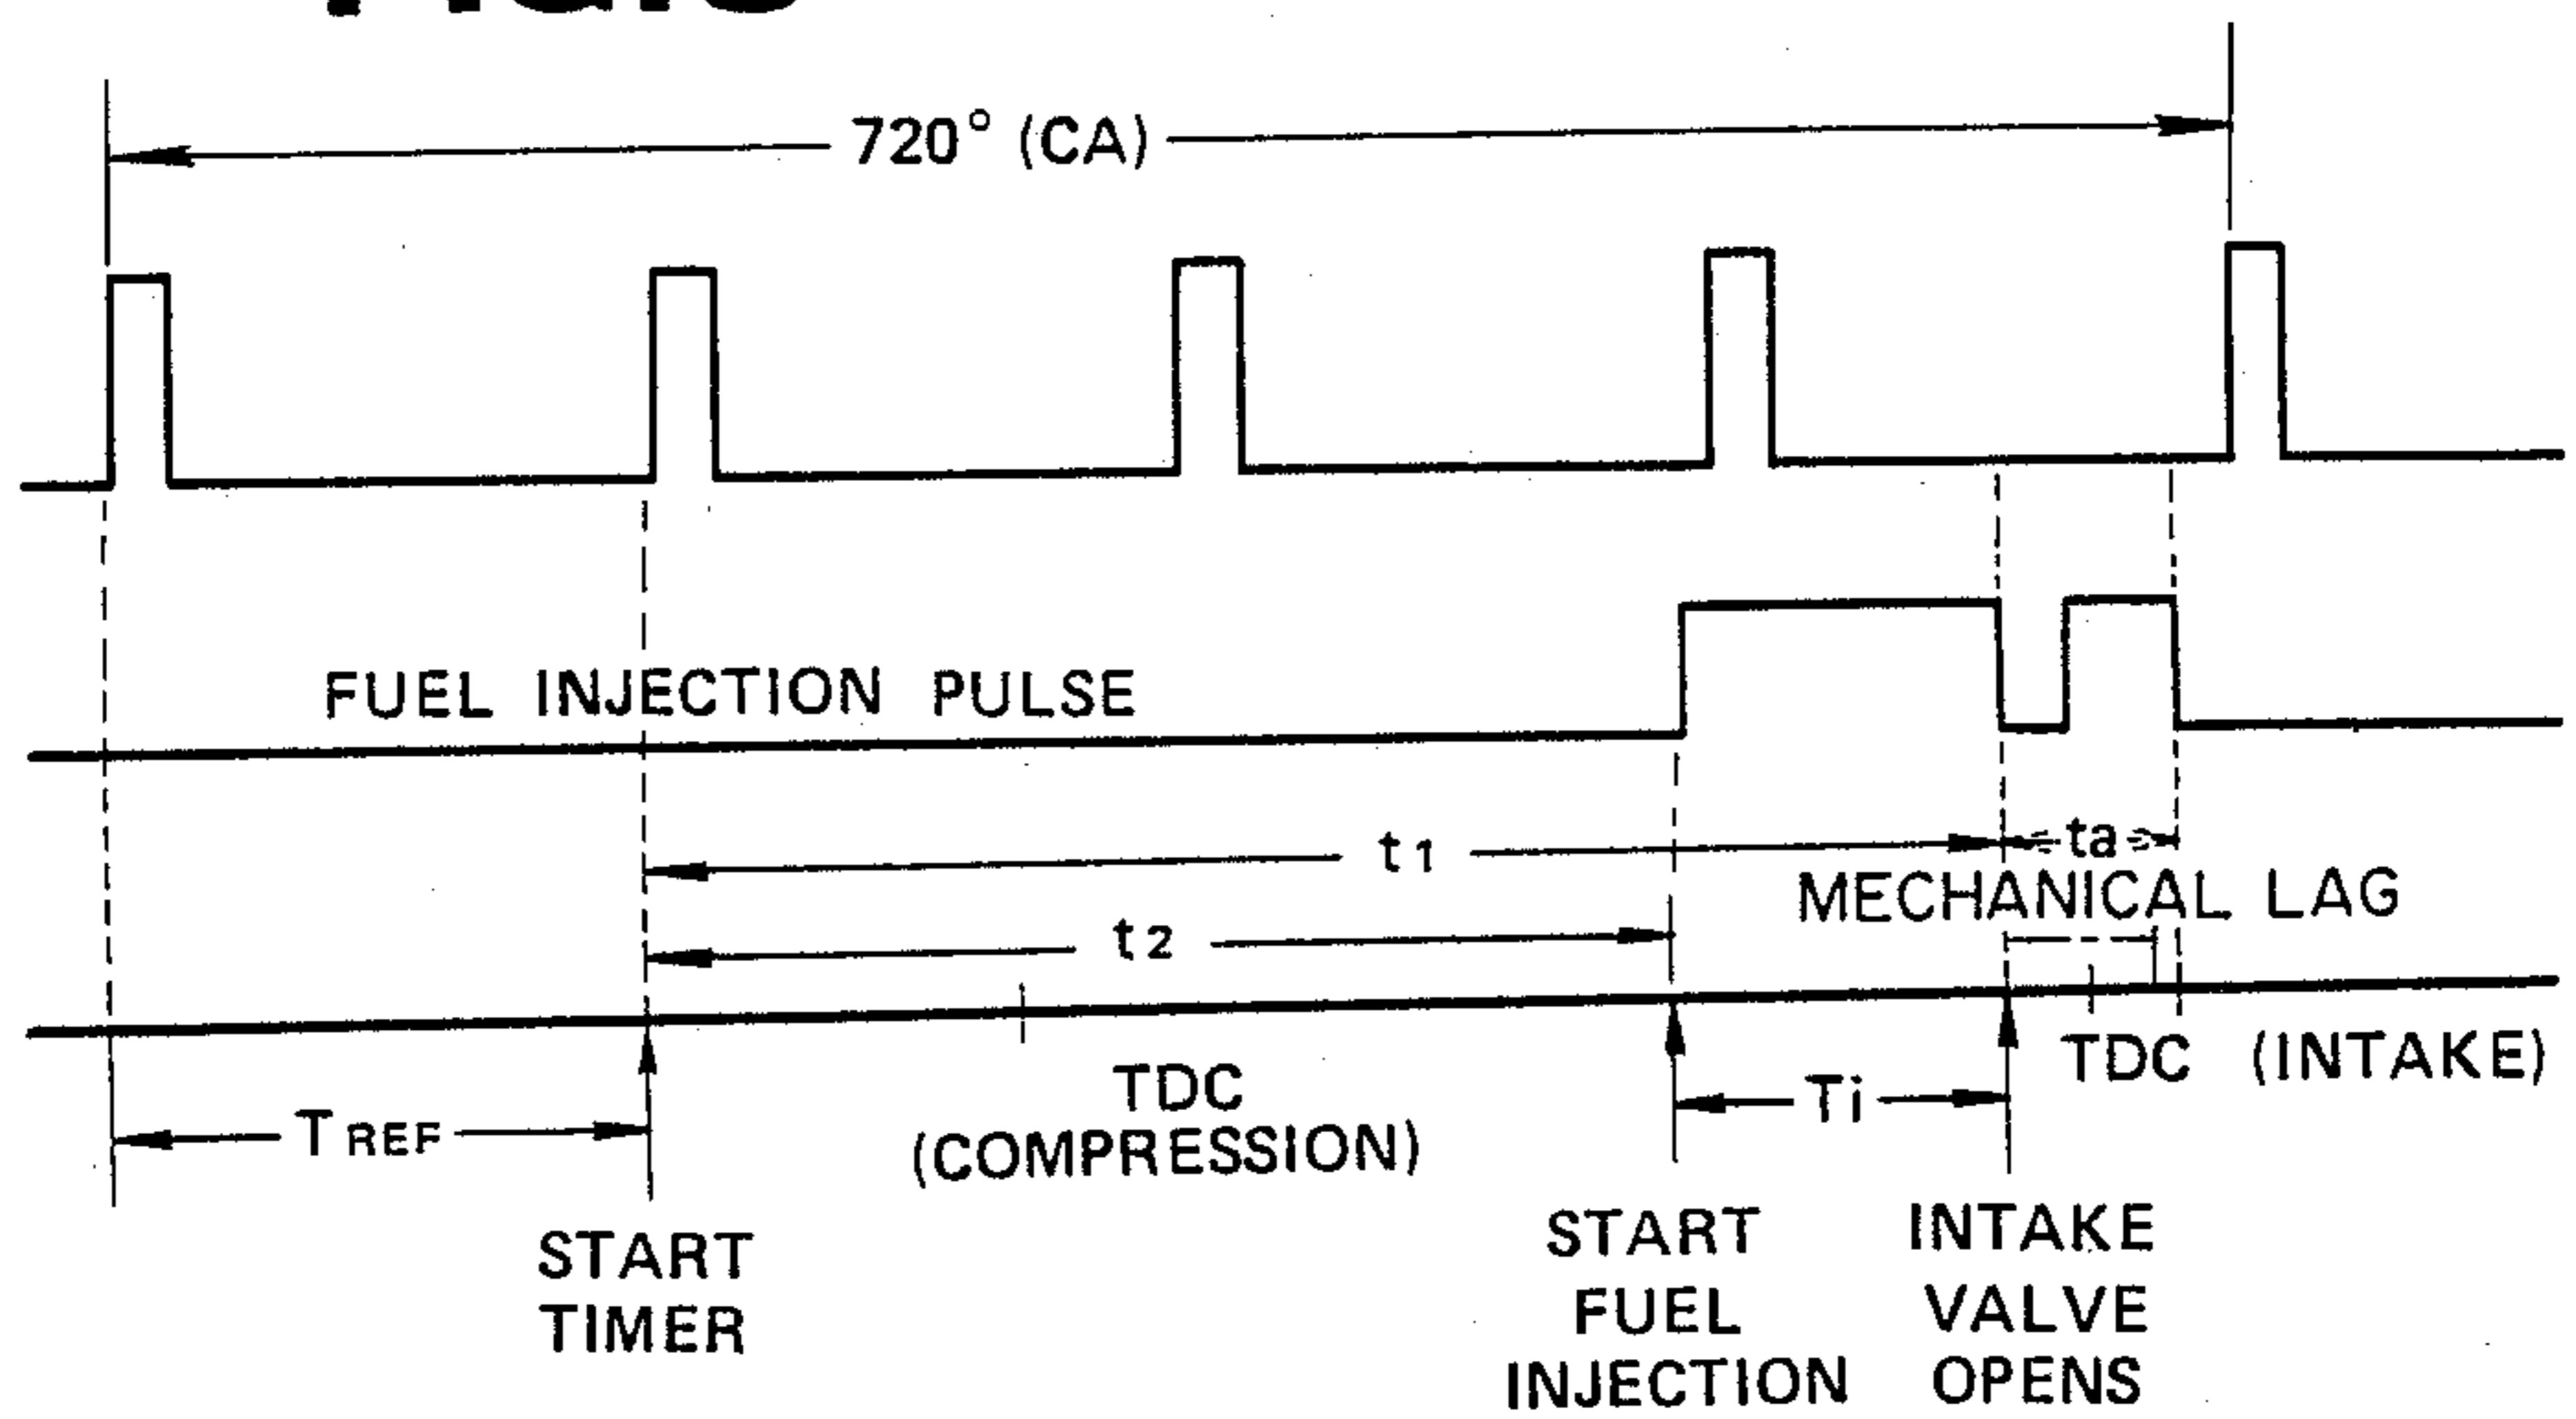 720° (CA)
FUEL INJECTION PULSE
t1
ta
MECHANICAL LAG
t2
TDC (INTAKE)
TDC
(COMPRESSION)
Ti
TREF
START
TIMER
START
FUEL
INJECTION
INTAKE
VALVE
OPENS